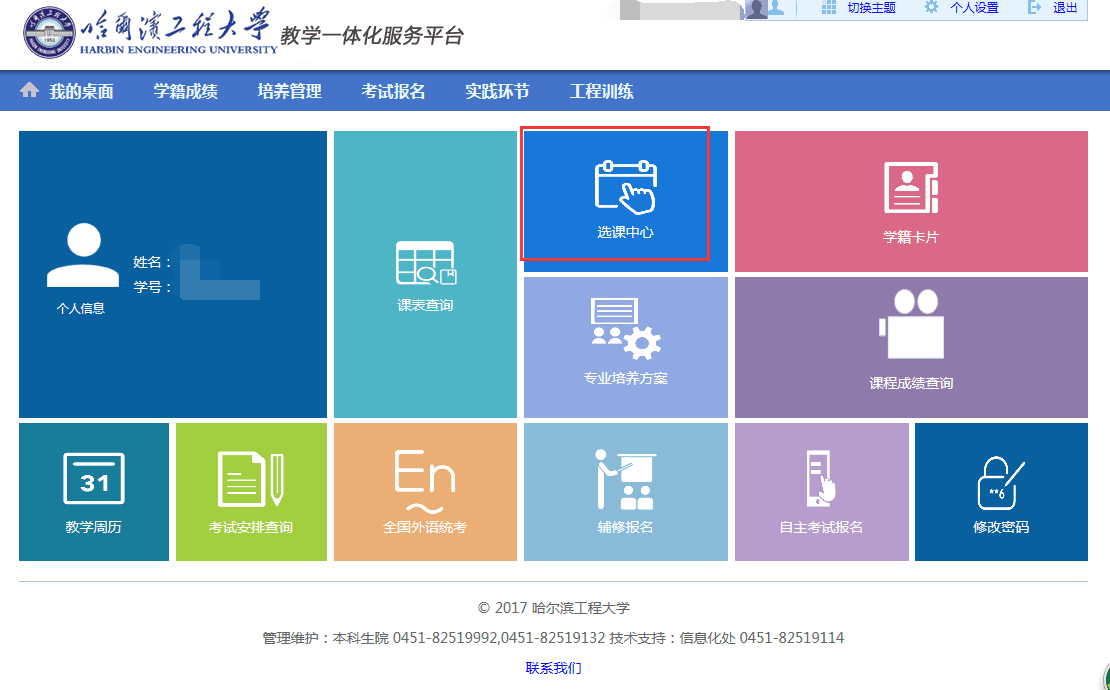 哈尔滨工程大学
HARBIN ENGINEERING UNIVERSITY
教学一体化服务平台
切换主题 个人设置 退出
我的桌面 学籍成绩 培养管理 考试报名 实践环节 工程训练
姓名：
学号：
个人信息
课表查询
选课中心
学籍卡片
专业培养方案
课程成绩查询
31
教学周历
考试安排查询
En
全国外语统考
辅修报名
自主考试报名
**6
修改密码
© 2017 哈尔滨工程大学
管理维护：本科生院 0451-82519992,0451-82519132 技术支持：信息化处 0451-82519114
联系我们